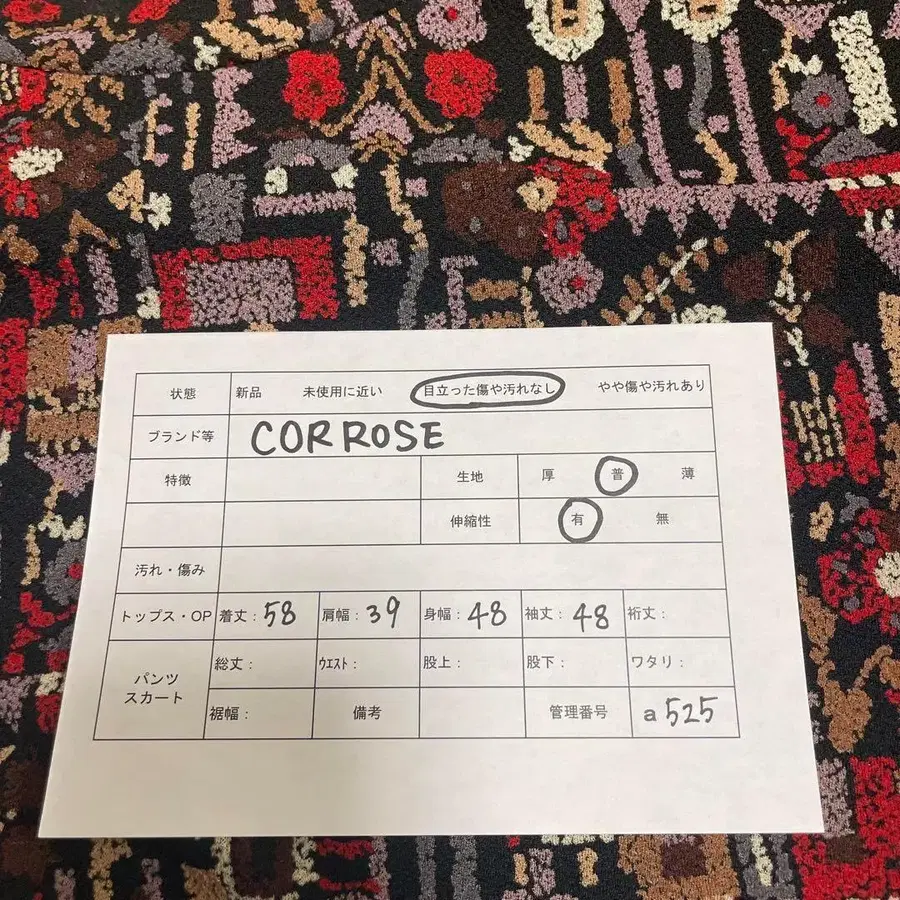 状態 新品 未使用に近い 目立った傷や汚れなし やや傷や汚れあり
ブランド等 CORROSE
特徴 生地 厚 普 薄
伸縮性 有 無
汚れ・傷み
トップス・OP 着丈：58 肩幅：39 身幅：48 袖丈：48 裄丈：
パンツ スカート 総丈： ｳｴｽﾄ： 股上： 股下： ワタリ：
裾幅： 備考 管理番号 a525